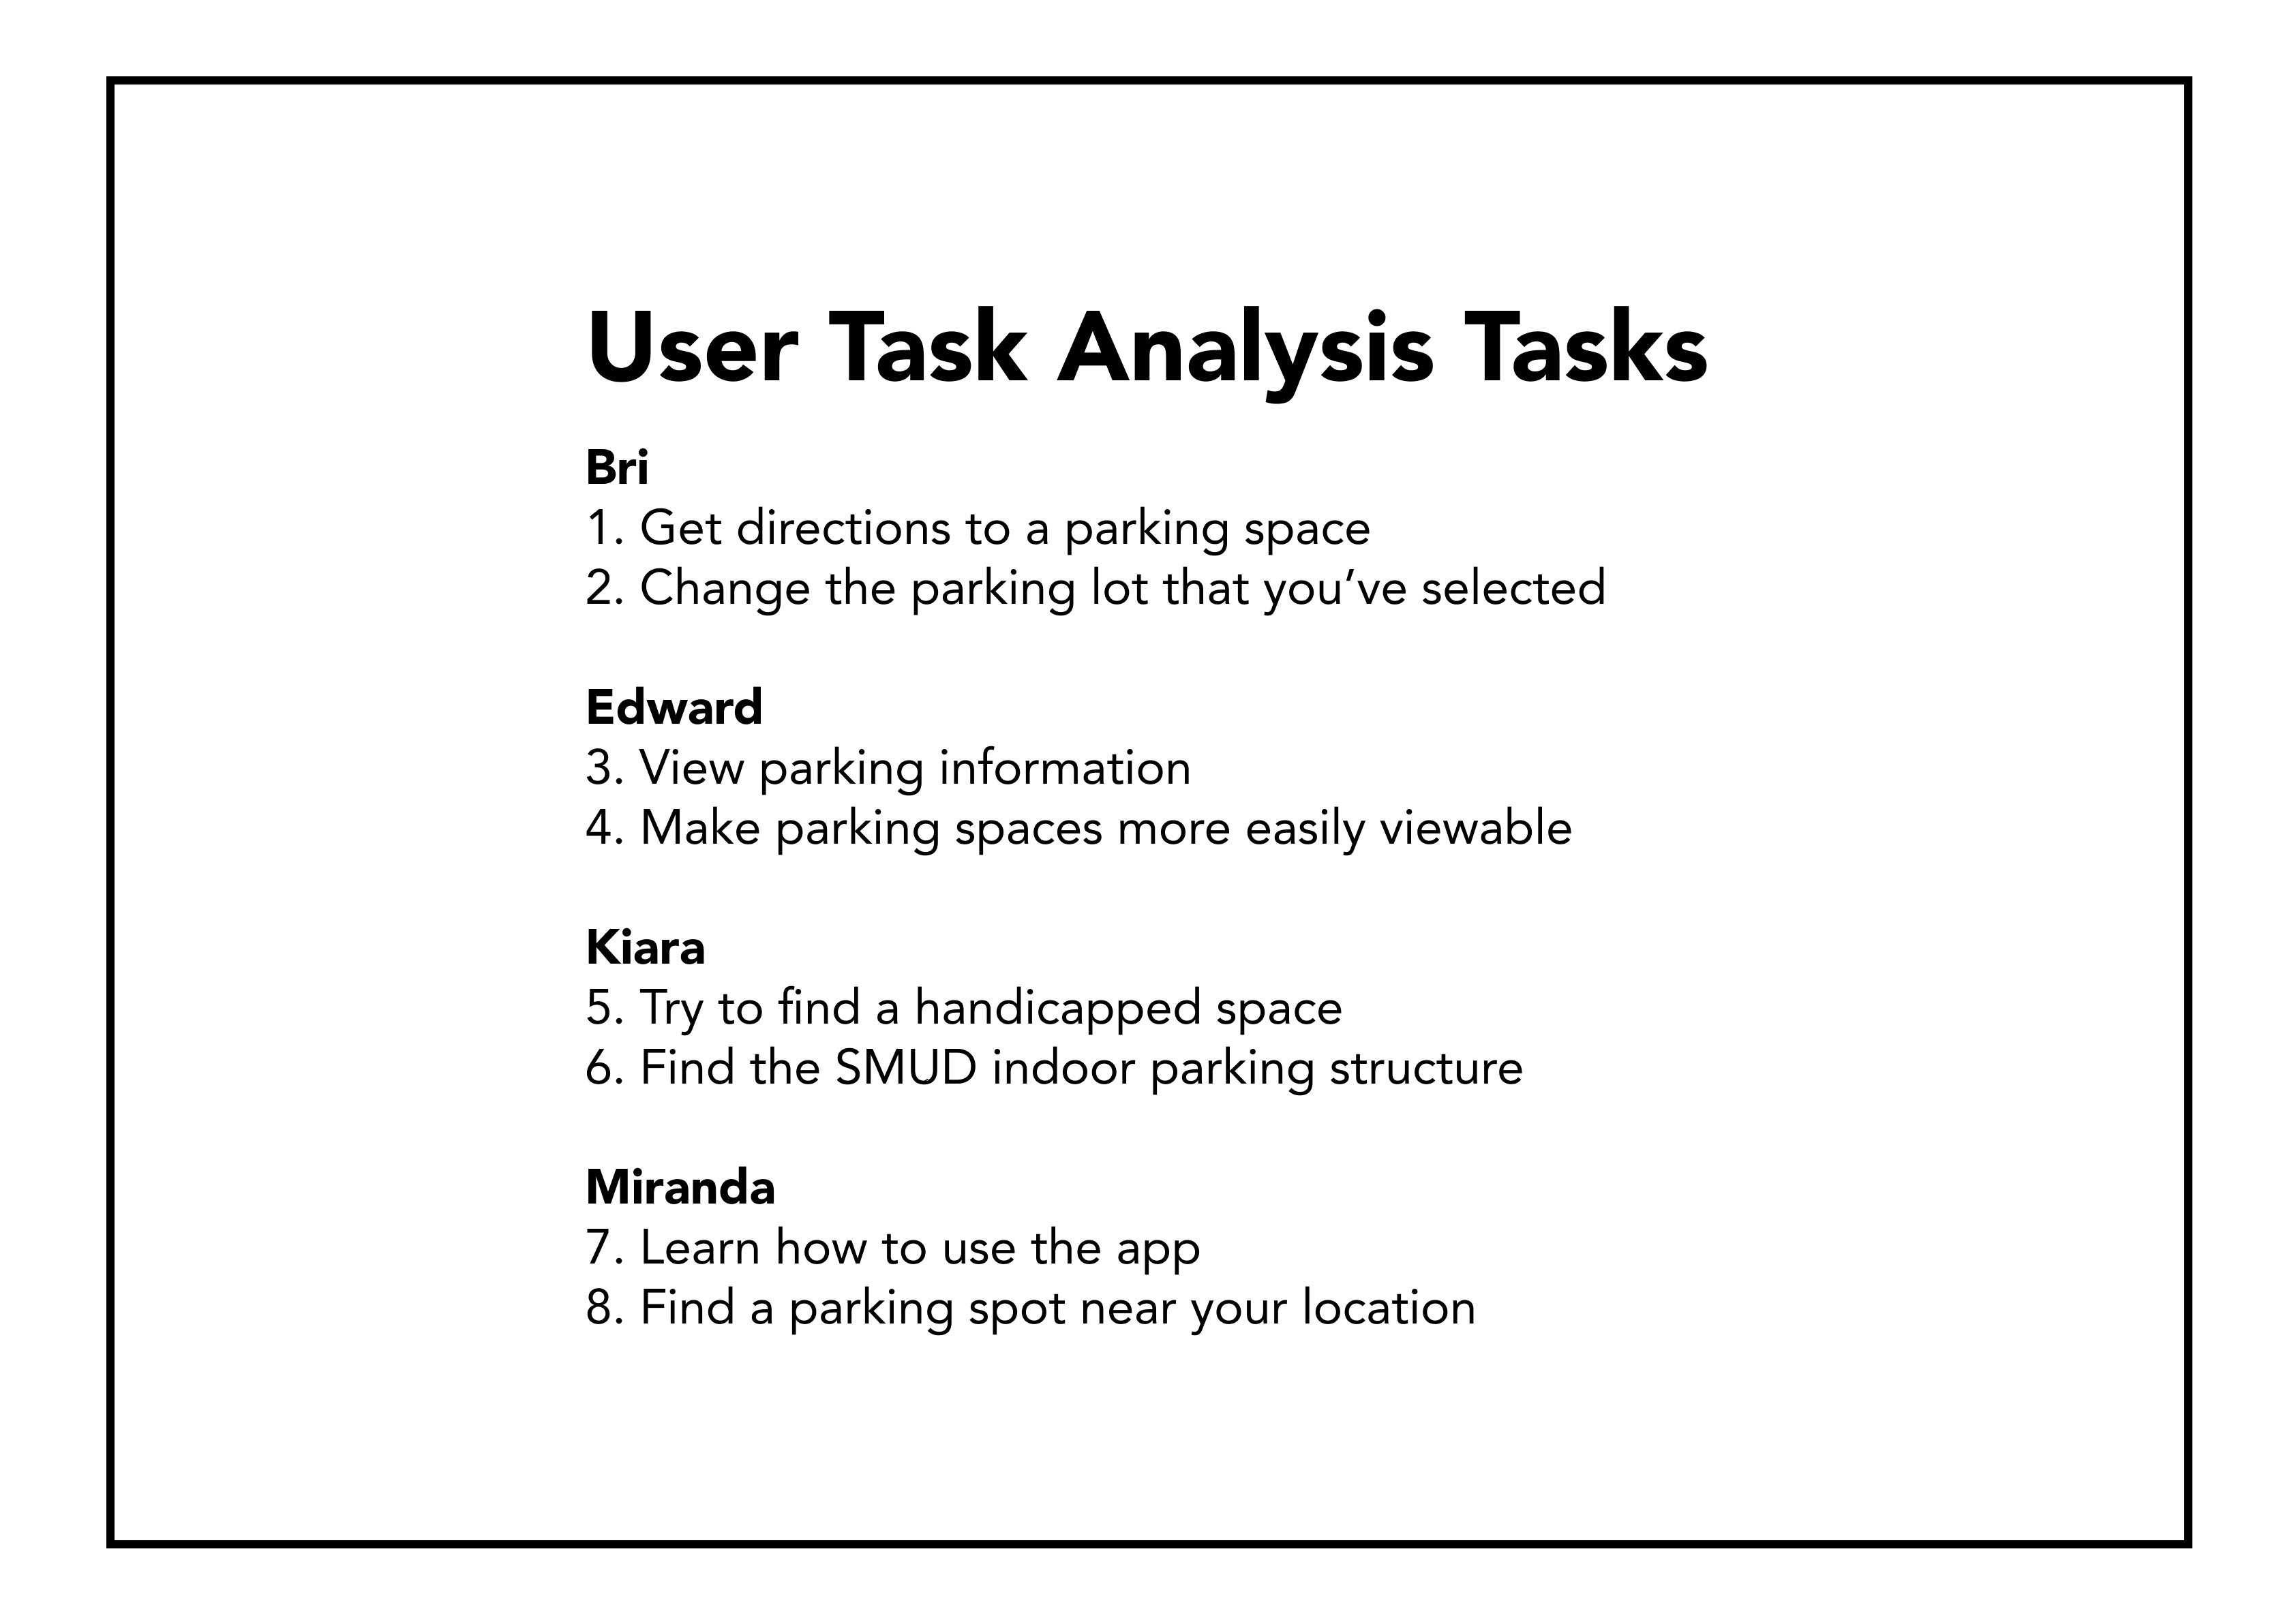 User Task Analysis Tasks
Bri
1. Get directions to a parking space
2. Change the parking lot that you’ve selected
Edward
3. View parking information
4. Make parking spaces more easily viewable
Kiara
5. Try to find a handicapped space
6. Find the SMUD indoor parking structure
Miranda
7. Learn how to use the app
8. Find a parking spot near your location